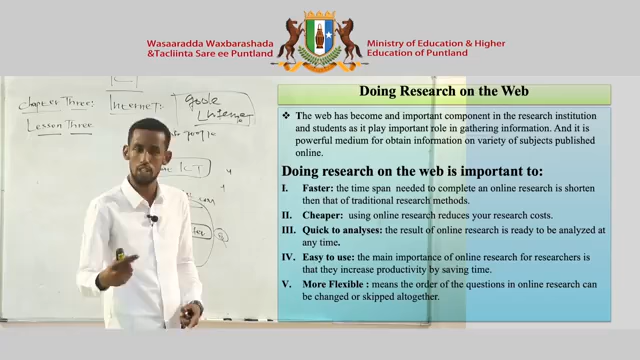 Wasaaradda Waxbarashada
&Tacliinta Sare ee Puntland
Ministry of Education & Higher
Education of Puntland
ICT
Chapter Three:
Internet:
Lesson Three
Doing Research on the Web
❖ The web has become and important component in the research institution
and students as it play important role in gathering information. And it is
powerful medium for obtain information on variety of subjects published
online.
Doing research on the web is important to:
I. Faster: the time span needed to complete an online research is shorten
then that of traditional research methods.
II. Cheaper: using online research reduces your research costs.
III. Quick to analyses: the result of online research is ready to be analyzed at
any time.
IV. Easy to use: the main importance of online research for researchers is
that they increase productivity by saving time.
V. More Flexible : means the order of the questions in online research can
be changed or skipped altogether.